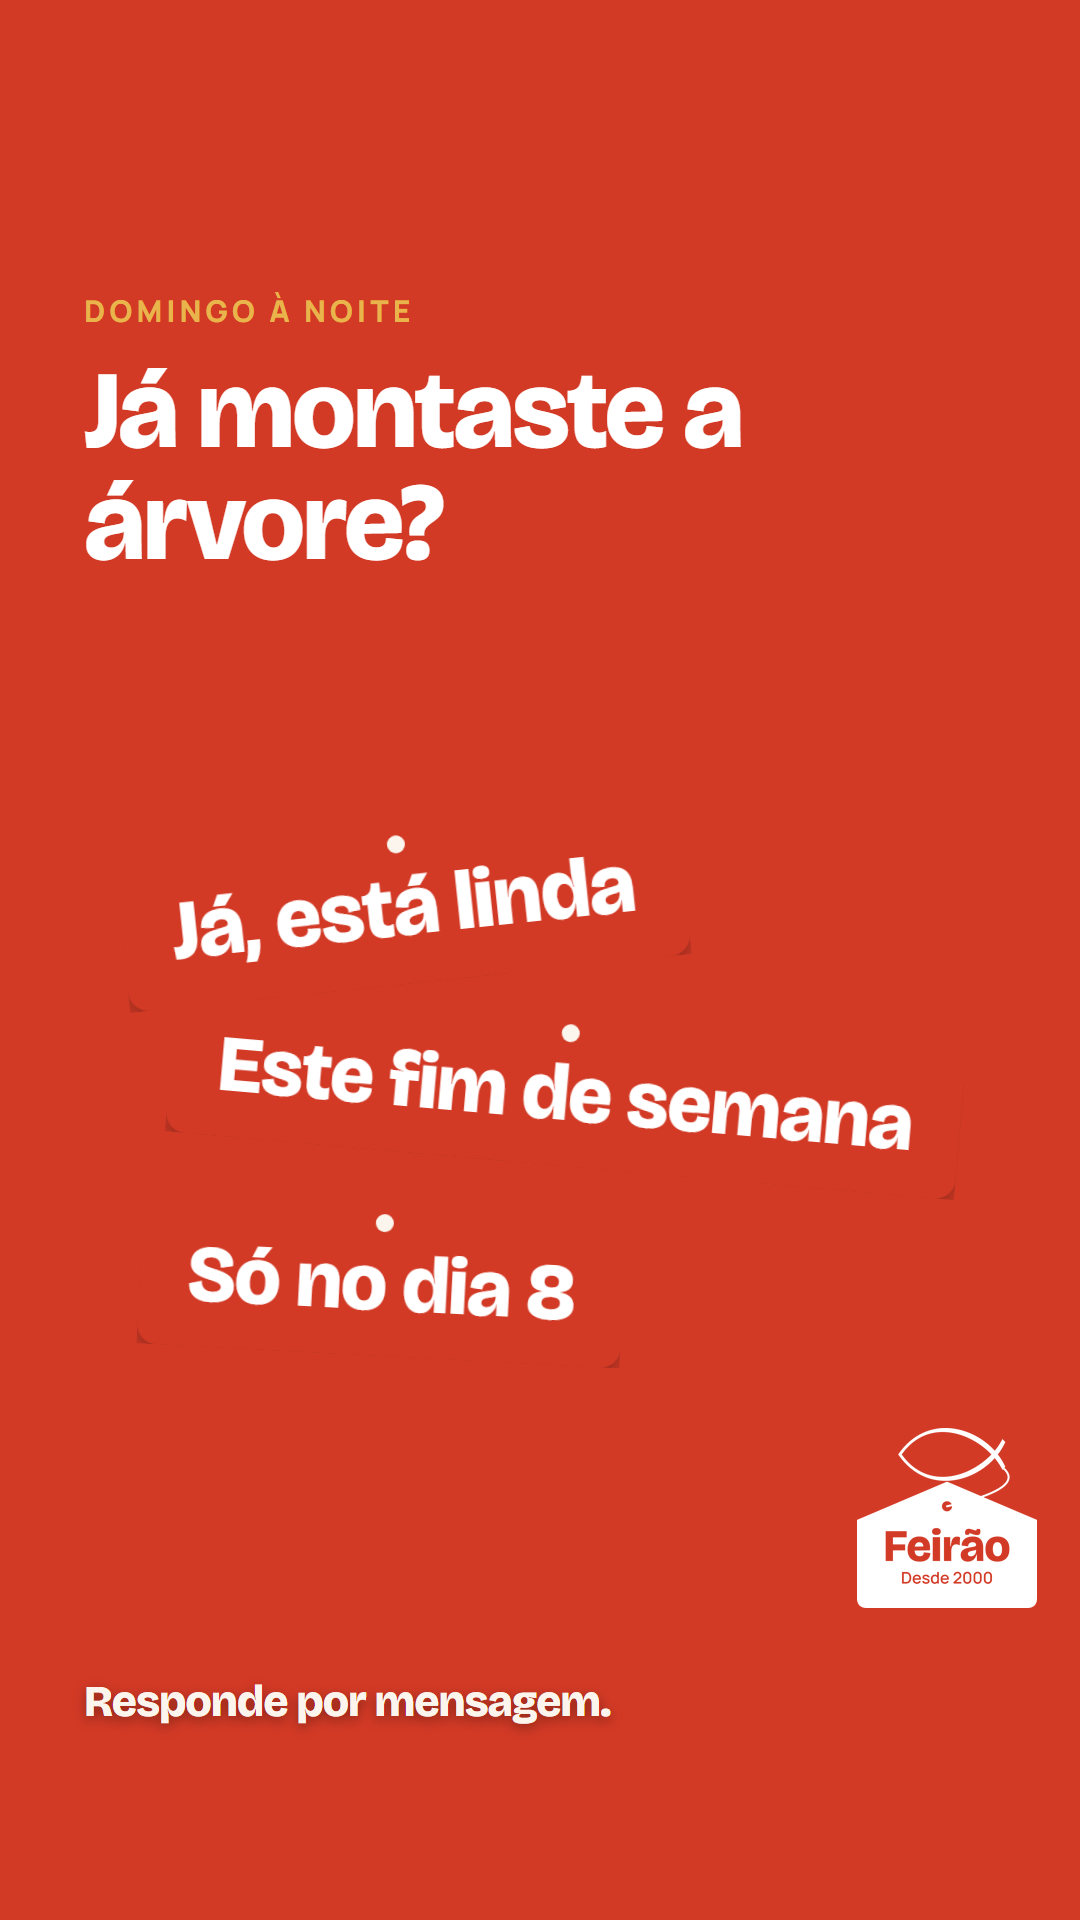 DOMINGO À NOITE
Já montaste a
árvore?
Já, está linda
Este fim de semana
Só no dia 8
Feirão
Desde 2000
Responde por mensagem.